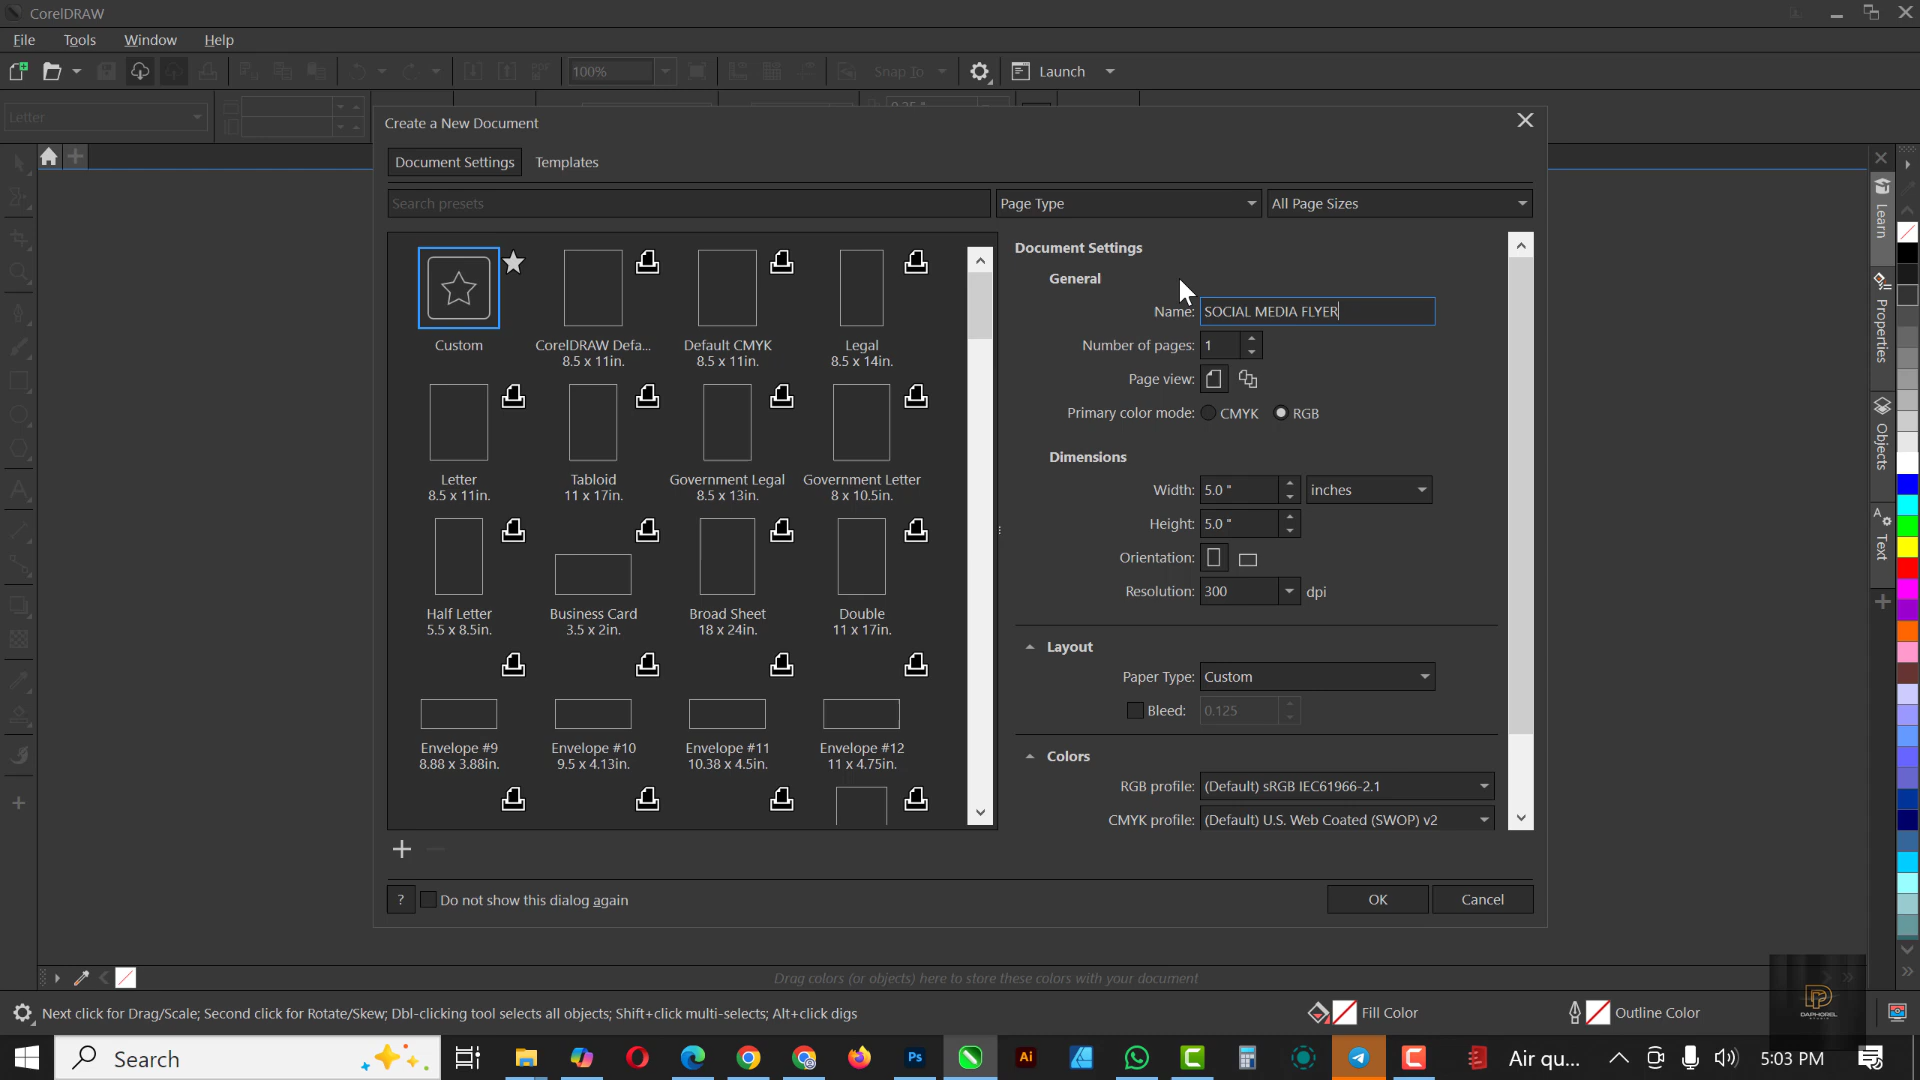 CorelDRAW
File Tools Window Help
100% Snap To Launch
Letter
Create a New Document
Document Settings Templates
Search presets Page Type All Page Sizes
Custom
CorelDRAW Defa...
8.5 x 11in.
Default CMYK
8.5 x 11in.
Legal
8.5 x 14in.
Letter
8.5 x 11in.
Tabloid
11 x 17in.
Government Legal
8.5 x 13in.
Government Letter
8 x 10.5in.
Half Letter
5.5 x 8.5in.
Business Card
3.5 x 2in.
Broad Sheet
18 x 24in.
Double
11 x 17in.
Envelope #9
8.88 x 3.88in.
Envelope #10
9.5 x 4.13in.
Envelope #11
10.38 x 4.5in.
Envelope #12
11 x 4.75in.
Document Settings
General
Name: SOCIAL MEDIA FLYER
Number of pages: 1
Page view:
Primary color mode: CMYK RGB
Dimensions
Width: 5.0 " inches
Height: 5.0 "
Orientation:
Resolution: 300 dpi
Layout
Paper Type: Custom
Bleed: 0.125
Colors
RGB profile: (Default) sRGB IEC61966-2.1
CMYK profile: (Default) U.S. Web Coated (SWOP) v2
? Do not show this dialog again OK Cancel
Learn
Properties
Objects
Text
Drag colors (or objects) here to store these colors with your document
Next click for Drag/Scale; Second click for Rotate/Skew; Dbl-clicking tool selects all objects; Shift+click multi-selects; Alt+click digs
Fill Color Outline Color
DAPHOREL
Search Ps Ai Air qu... 5:03 PM